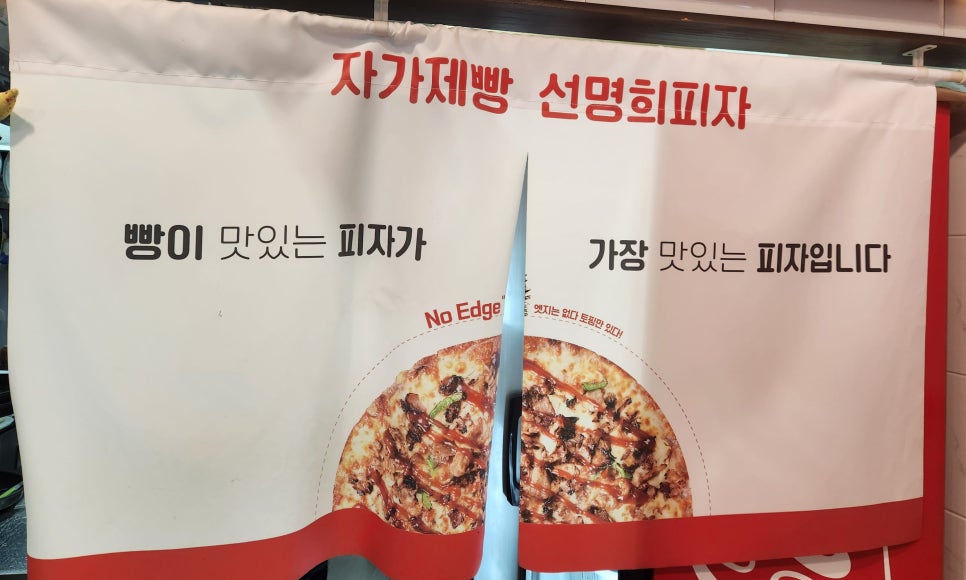 자가제빵 선명희피자
빵이 맛있는 피자가
가장 맛있는 피자입니다
No Edge
엣지는 없다 토핑만 있다!